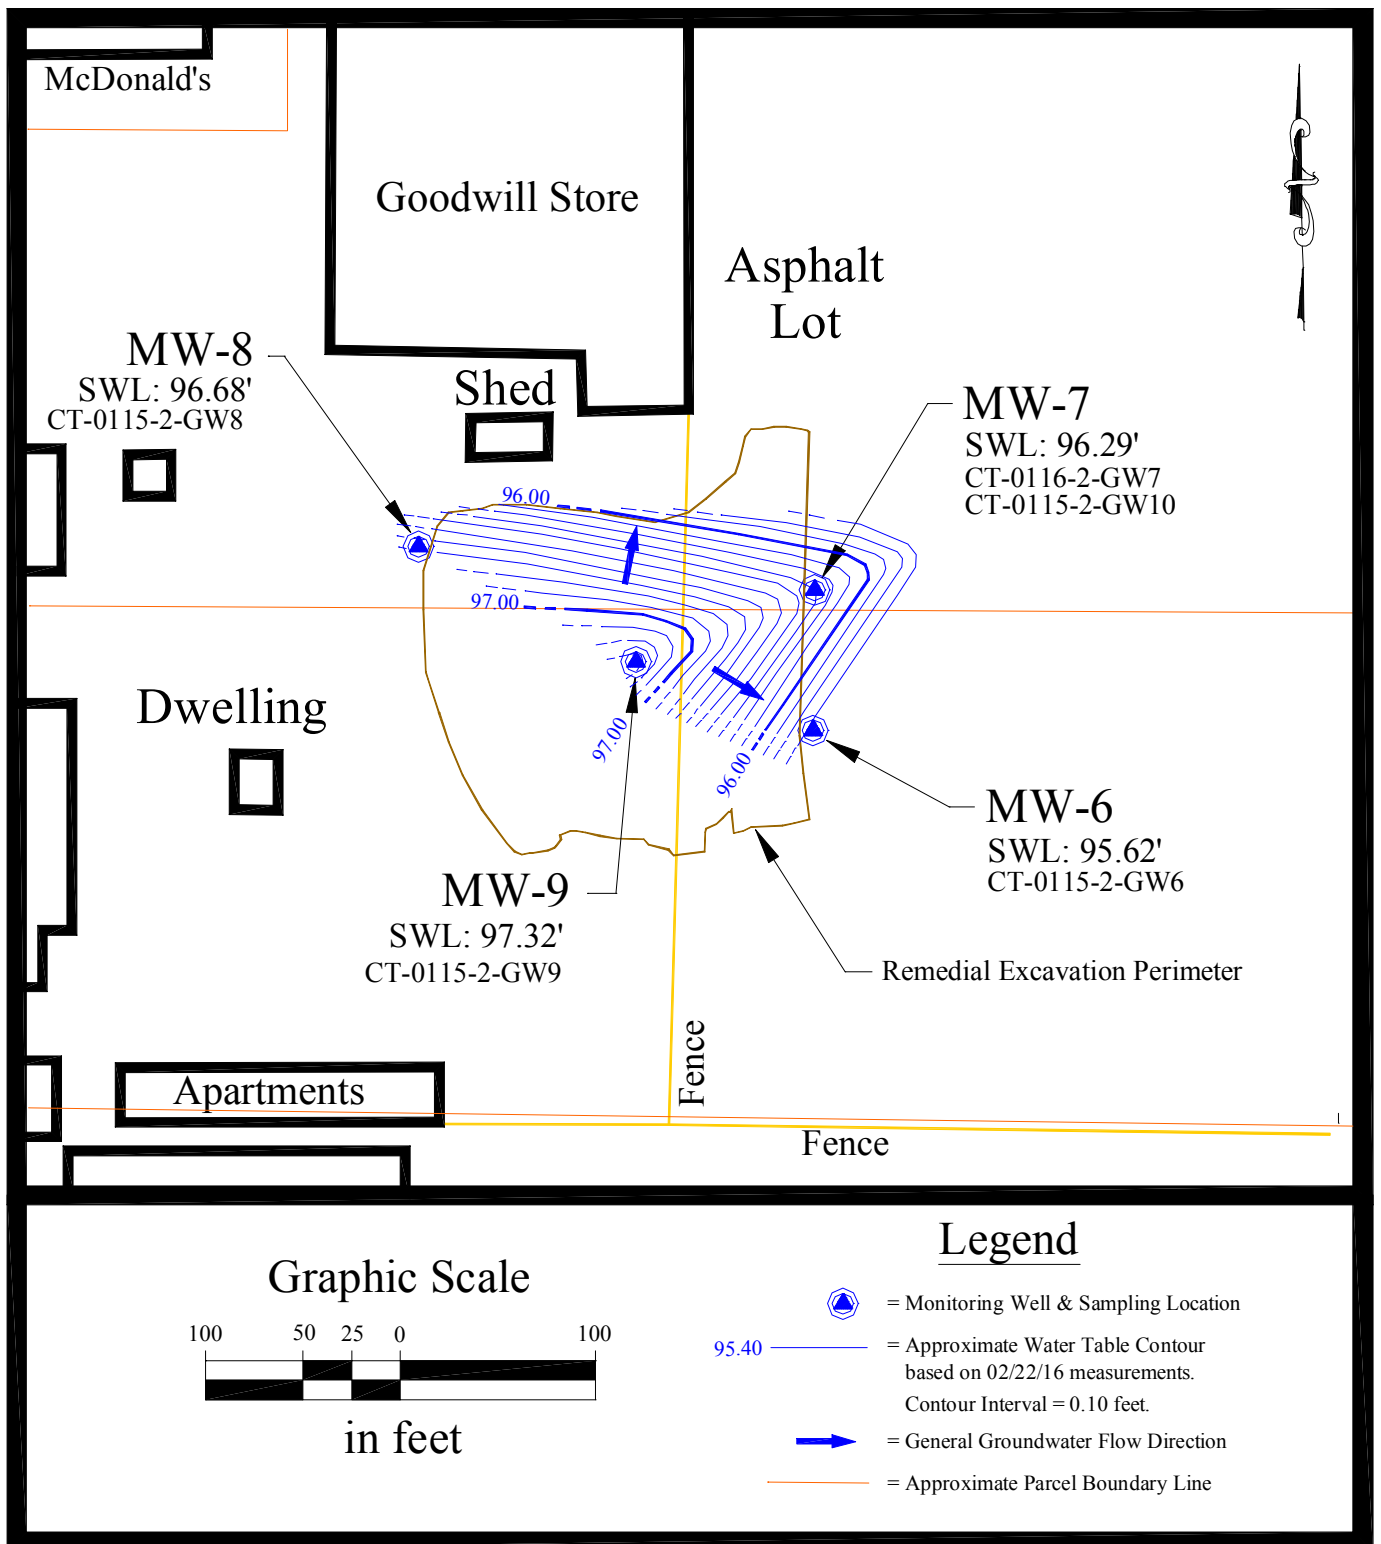 McDonald's
Goodwill Store
Asphalt
Lot
MW-8
SWL: 96.68'
CT-0115-2-GW8
Shed
MW-7
SWL: 96.29'
CT-0116-2-GW7
CT-0115-2-GW10
96.00
97.00
Dwelling
97.00
96.00
MW-6
SWL: 95.62'
CT-0115-2-GW6
MW-9
SWL: 97.32'
CT-0115-2-GW9
Remedial Excavation Perimeter
Fence
Apartments
Fence
Graphic Scale
100 50 25 0 100
in feet
Legend
= Monitoring Well & Sampling Location
95.40 = Approximate Water Table Contour
based on 02/22/16 measurements.
Contour Interval = 0.10 feet.
= General Groundwater Flow Direction
= Approximate Parcel Boundary Line